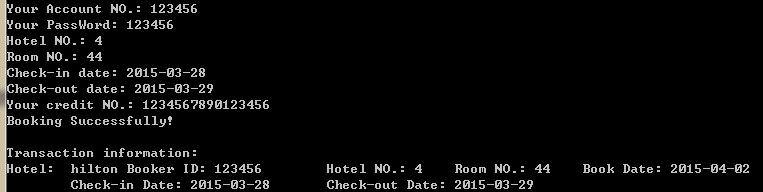 Your Account NO.: 123456
Your PassWord: 123456
Hotel NO.: 4
Room NO.: 44
Check-in date: 2015-03-28
Check-out date: 2015-03-29
Your credit NO.: 1234567890123456
Booking Successfully!
Transaction information:
Hotel: hilton Booker ID: 123456 Hotel NO.: 4 Room NO.: 44 Book Date: 2015-04-02
Check-in Date: 2015-03-28 Check-out Date: 2015-03-29